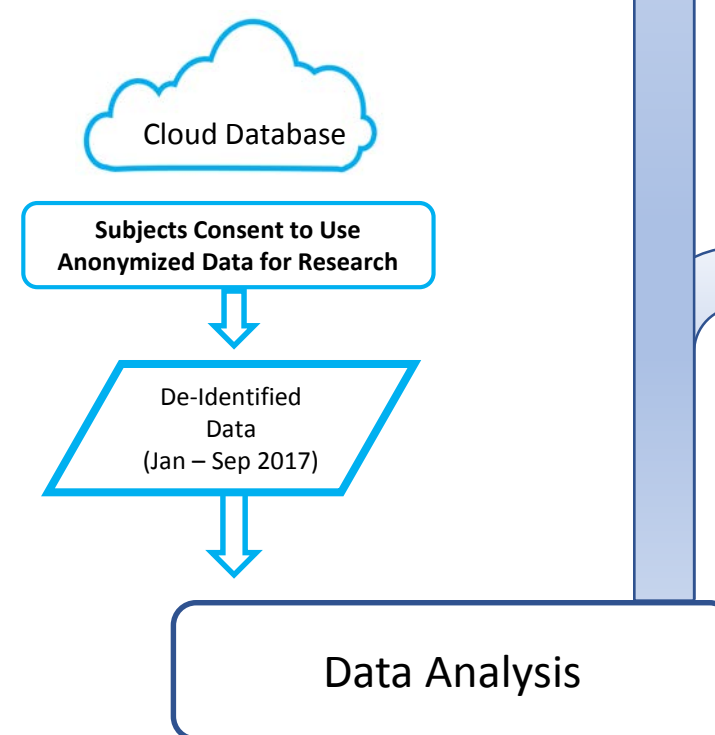 Cloud Database
Subjects Consent to Use
Anonymized Data for Research
De-Identified
Data
(Jan – Sep 2017)
Data Analysis